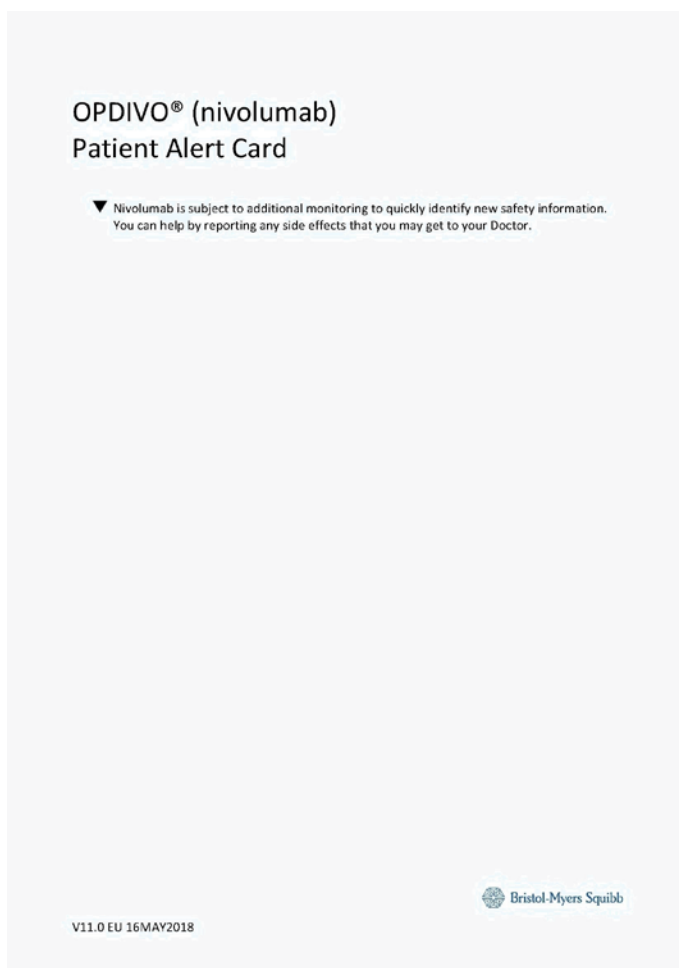 OPDIVO® (nivolumab)
Patient Alert Card
▼ Nivolumab is subject to additional monitoring to quickly identify new safety information.
You can help by reporting any side effects that you may get to your Doctor.
Bristol-Myers Squibb
V11.0 EU 16MAY2018